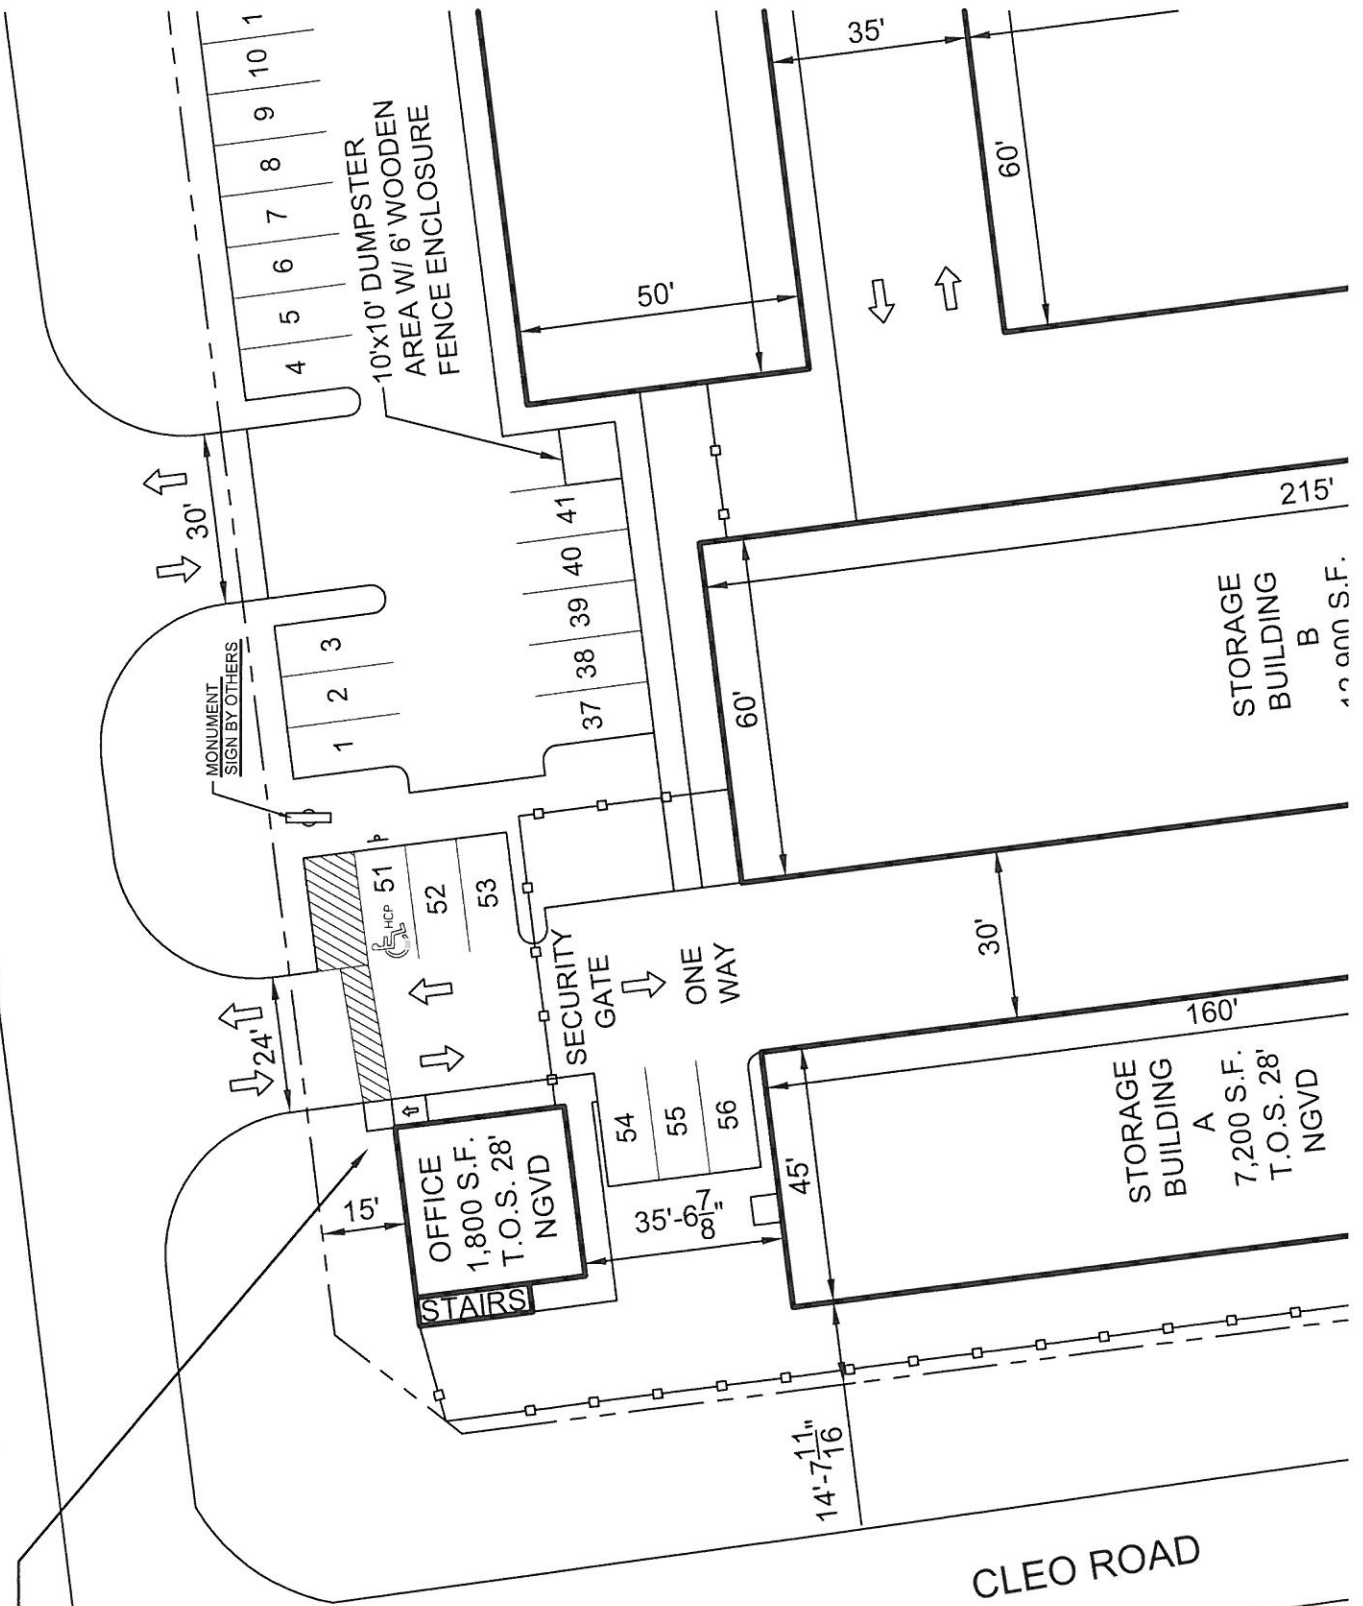 1
10
9
8
7
6
5
4
10'x10' DUMPSTER
AREA W/ 6' WOODEN
FENCE ENCLOSURE
35'
60'
50'
30'
41
40
39
38
37
3
2
1
MONUMENT
SIGN BY OTHERS
215'
STORAGE
BUILDING
B
60'
51
HCP
52
53
SECURITY
GATE
ONE
WAY
30'
24'
160'
STORAGE
BUILDING
A
7,200 S.F.
T.O.S. 28'
NGVD
54
55
56
45'
15'
OFFICE
1,800 S.F.
T.O.S. 28'
NGVD
STAIRS
35'-6 7/8"
14'-7 11/16"
CLEO ROAD